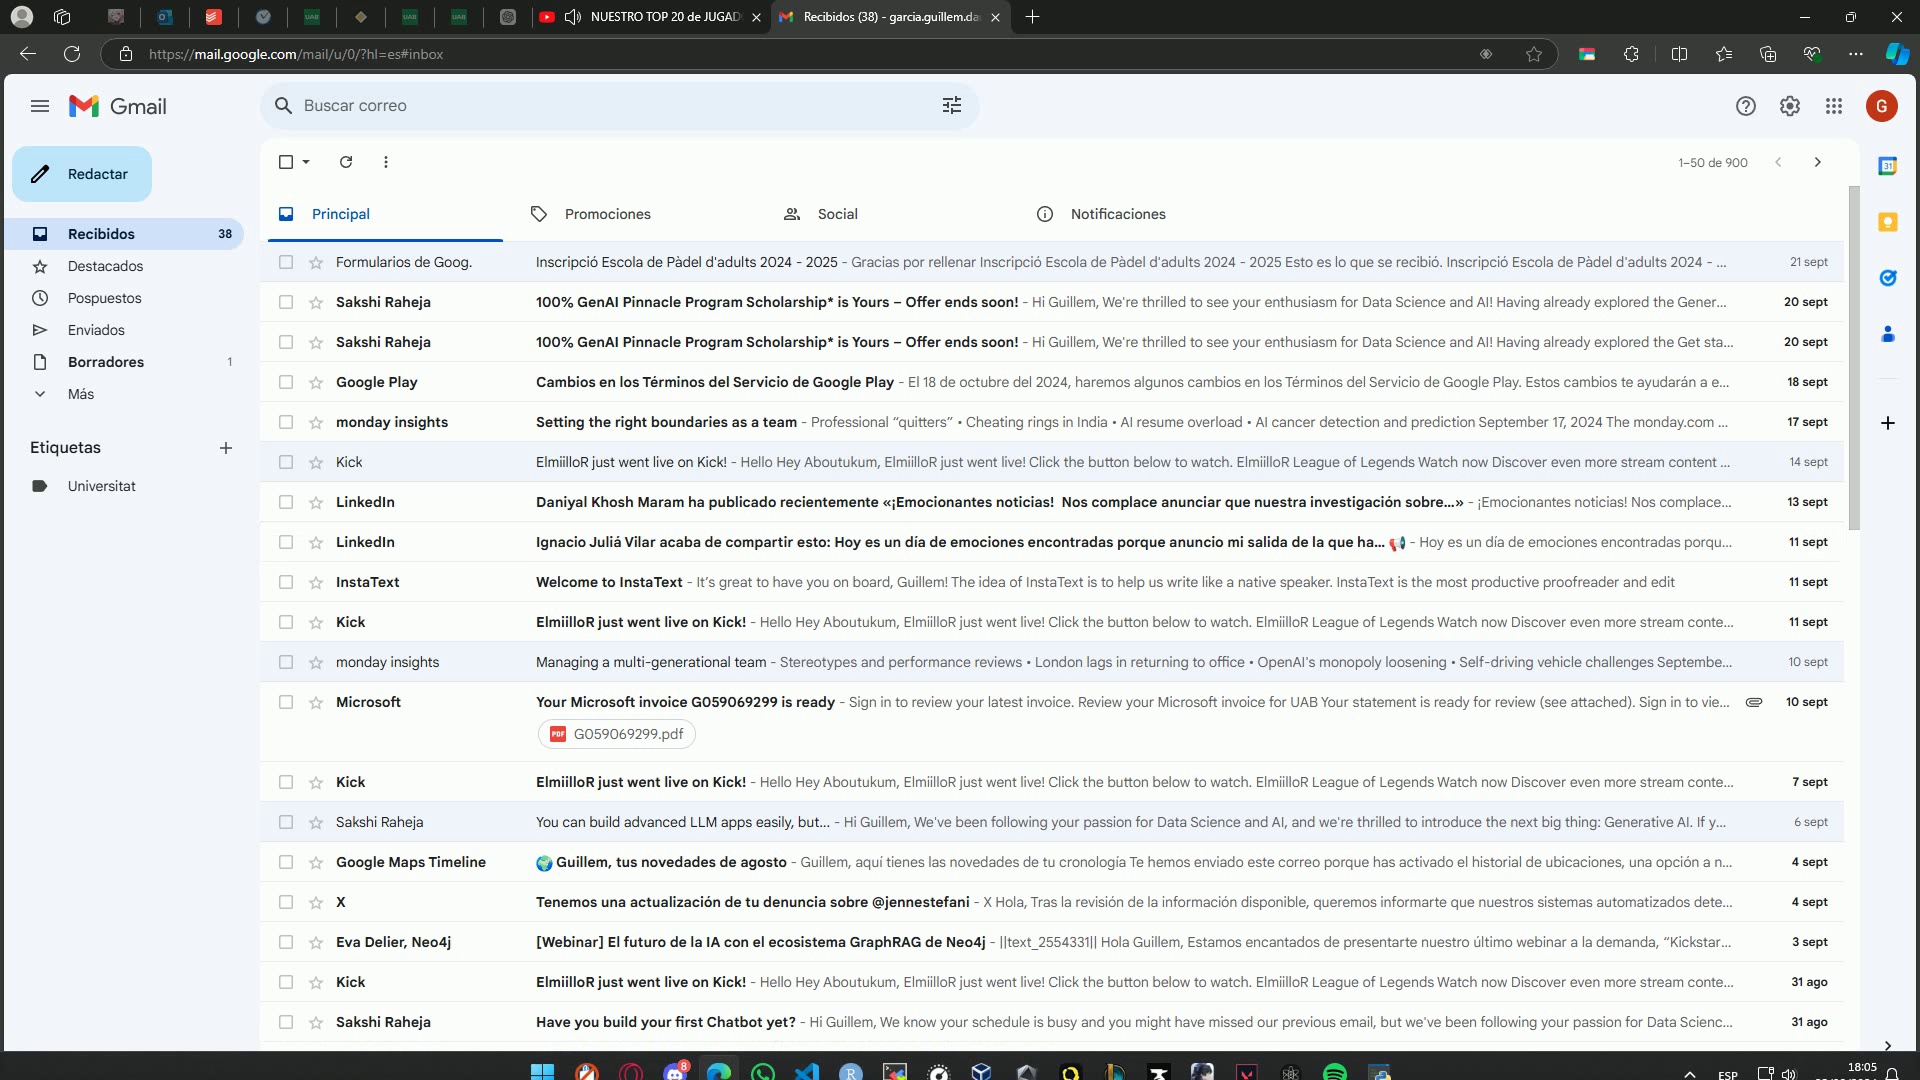 NUESTRO TOP 20 de JUGAD
Recibidos (38) - garcia.guillem.da
https://mail.google.com/mail/u/0/?hl=es#inbox
Gmail
Buscar correo
G
Redactar
1–50 de 900
31
Principal
Promociones
Social
Notificaciones
Recibidos 38
Destacados
Pospuestos
Enviados
Borradores 1
Más
Etiquetas
Universitat
Formularios de Goog. Inscripció Escola de Pàdel d'adults 2024 - 2025 - Gracias por rellenar Inscripció Escola de Pàdel d'adults 2024 - 2025 Esto es lo que se recibió. Inscripció Escola de Pàdel d'adults 2024 - ... 21 sept
Sakshi Raheja 100% GenAI Pinnacle Program Scholarship* is Yours – Offer ends soon! - Hi Guillem, We're thrilled to see your enthusiasm for Data Science and AI! Having already explored the Gener... 20 sept
Sakshi Raheja 100% GenAI Pinnacle Program Scholarship* is Yours – Offer ends soon! - Hi Guillem, We're thrilled to see your enthusiasm for Data Science and AI! Having already explored the Get sta... 20 sept
Google Play Cambios en los Términos del Servicio de Google Play - El 18 de octubre del 2024, haremos algunos cambios en los Términos del Servicio de Google Play. Estos cambios te ayudarán a e... 18 sept
monday insights Setting the right boundaries as a team - Professional “quitters” • Cheating rings in India • AI resume overload • AI cancer detection and prediction September 17, 2024 The monday.com ... 17 sept
Kick ElmiilloR just went live on Kick! - Hello Hey Aboutukum, ElmiilloR just went live! Click the button below to watch. ElmiilloR League of Legends Watch now Discover even more stream content ... 14 sept
LinkedIn Daniyal Khosh Maram ha publicado recientemente «¡Emocionantes noticias! Nos complace anunciar que nuestra investigación sobre...» - ¡Emocionantes noticias! Nos complace... 13 sept
LinkedIn Ignacio Juliá Vilar acaba de compartir esto: Hoy es un día de emociones encontradas porque anuncio mi salida de la que ha... 📢 - Hoy es un día de emociones encontradas porqu... 11 sept
InstaText Welcome to InstaText - It’s great to have you on board, Guillem! The idea of InstaText is to help us write like a native speaker. InstaText is the most productive proofreader and edit 11 sept
Kick ElmiilloR just went live on Kick! - Hello Hey Aboutukum, ElmiilloR just went live! Click the button below to watch. ElmiilloR League of Legends Watch now Discover even more stream conte... 11 sept
monday insights Managing a multi-generational team - Stereotypes and performance reviews • London lags in returning to office • OpenAI's monopoly loosening • Self-driving vehicle challenges Septembe... 10 sept
Microsoft Your Microsoft invoice G059069299 is ready - Sign in to review your latest invoice. Review your Microsoft invoice for UAB Your statement is ready for review (see attached). Sign in to vie... 10 sept
PDF G059069299.pdf
Kick ElmiilloR just went live on Kick! - Hello Hey Aboutukum, ElmiilloR just went live! Click the button below to watch. ElmiilloR League of Legends Watch now Discover even more stream conte... 7 sept
Sakshi Raheja You can build advanced LLM apps easily, but... - Hi Guillem, We've been following your passion for Data Science and AI, and we're thrilled to introduce the next big thing: Generative AI. If y... 6 sept
Google Maps Timeline 🌍 Guillem, tus novedades de agosto - Guillem, aquí tienes las novedades de tu cronología Te hemos enviado este correo porque has activado el historial de ubicaciones, una opción a n... 4 sept
X Tenemos una actualización de tu denuncia sobre @jennestefani - X Hola, Tras la revisión de la información disponible, queremos informarte que nuestros sistemas automatizados dete... 4 sept
Eva Delier, Neo4j [Webinar] El futuro de la IA con el ecosistema GraphRAG de Neo4j - ||text_2554331|| Hola Guillem, Estamos encantados de presentarte nuestro último webinar a la demanda, “Kickstar... 3 sept
Kick ElmiilloR just went live on Kick! - Hello Hey Aboutukum, ElmiilloR just went live! Click the button below to watch. ElmiilloR League of Legends Watch now Discover even more stream conte... 31 ago
Sakshi Raheja Have you build your first Chatbot yet? - Hi Guillem, We know your schedule is busy and you might have missed our previous email, but we've been following your passion for Data Scienc... 31 ago
8
R
ESP
18:05